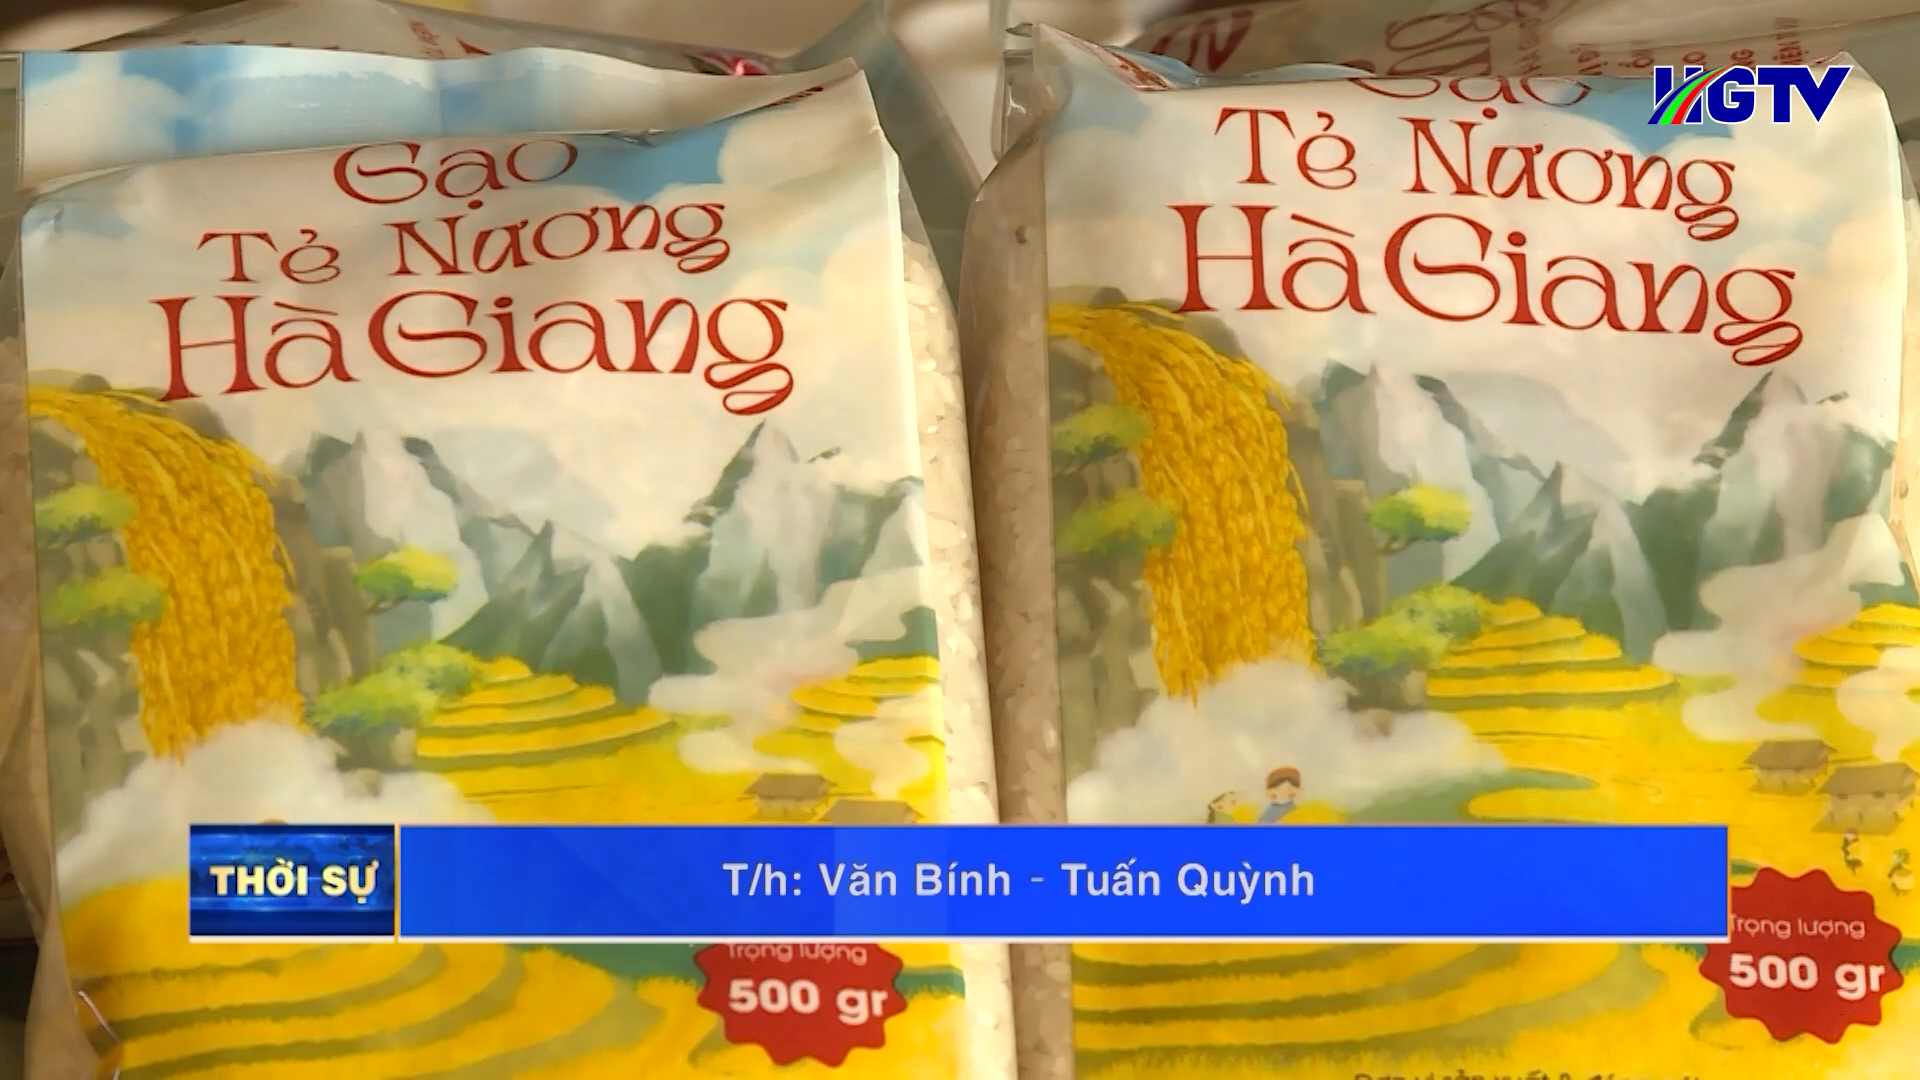 HGTV
Gạo
Tẻ Nương
Hà Giang
Gạo
Tẻ Nương
Hà Giang
THỜI SỰ
T/h: Văn Bính - Tuấn Quỳnh
Trọng lượng
500 gr
Trọng lượng
500 gr